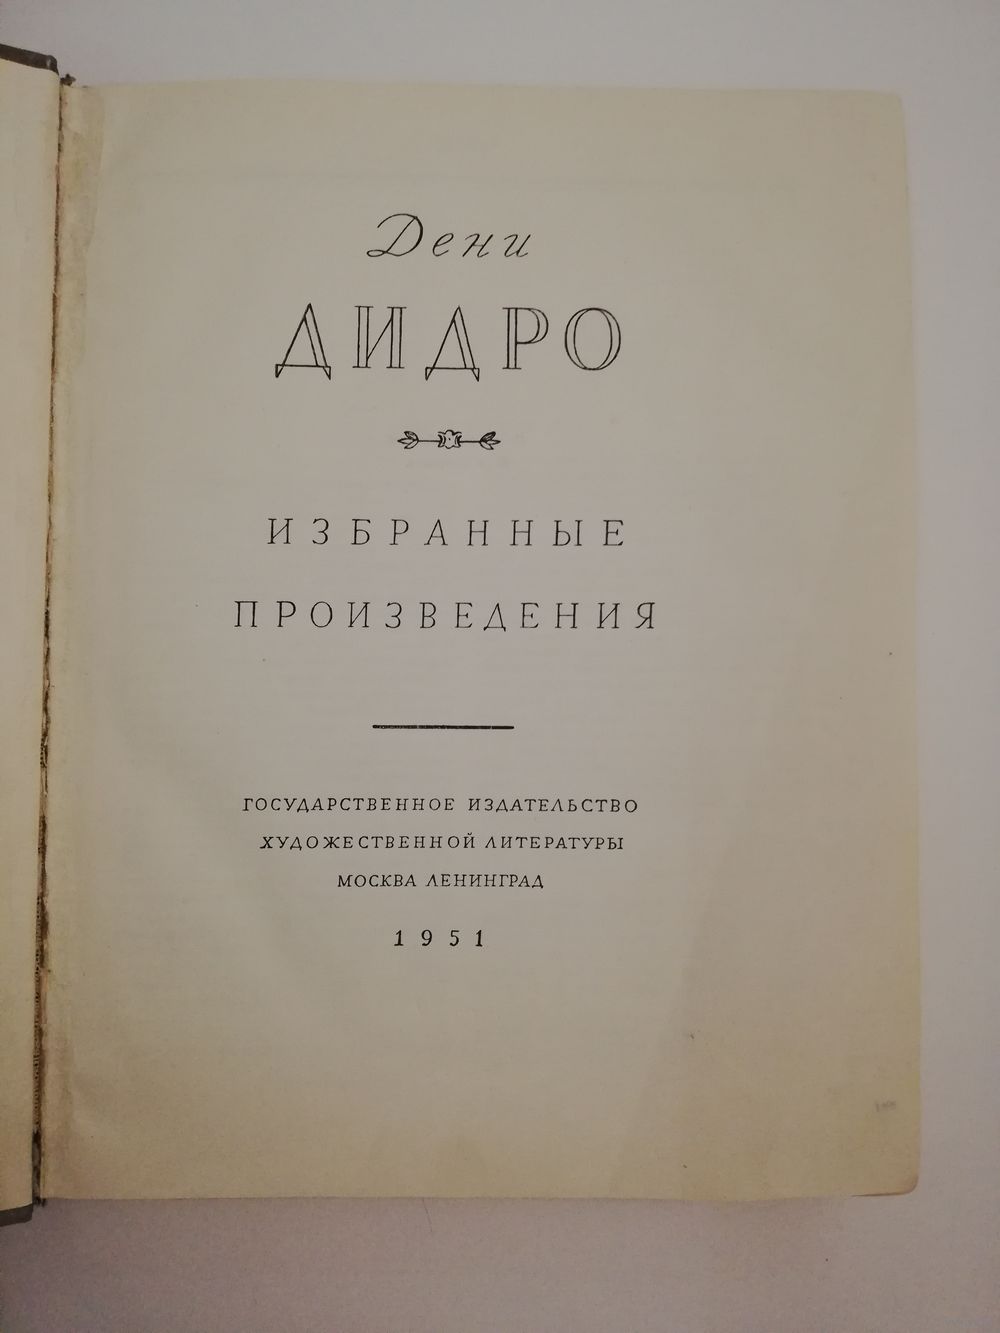 Дени
ДИДРО
ИЗБРАННЫЕ
ПРОИЗВЕДЕНИЯ
ГОСУДАРСТВЕННОЕ ИЗДАТЕЛЬСТВО
ХУДОЖЕСТВЕННОЙ ЛИТЕРАТУРЫ
МОСКВА ЛЕНИНГРАД
1951